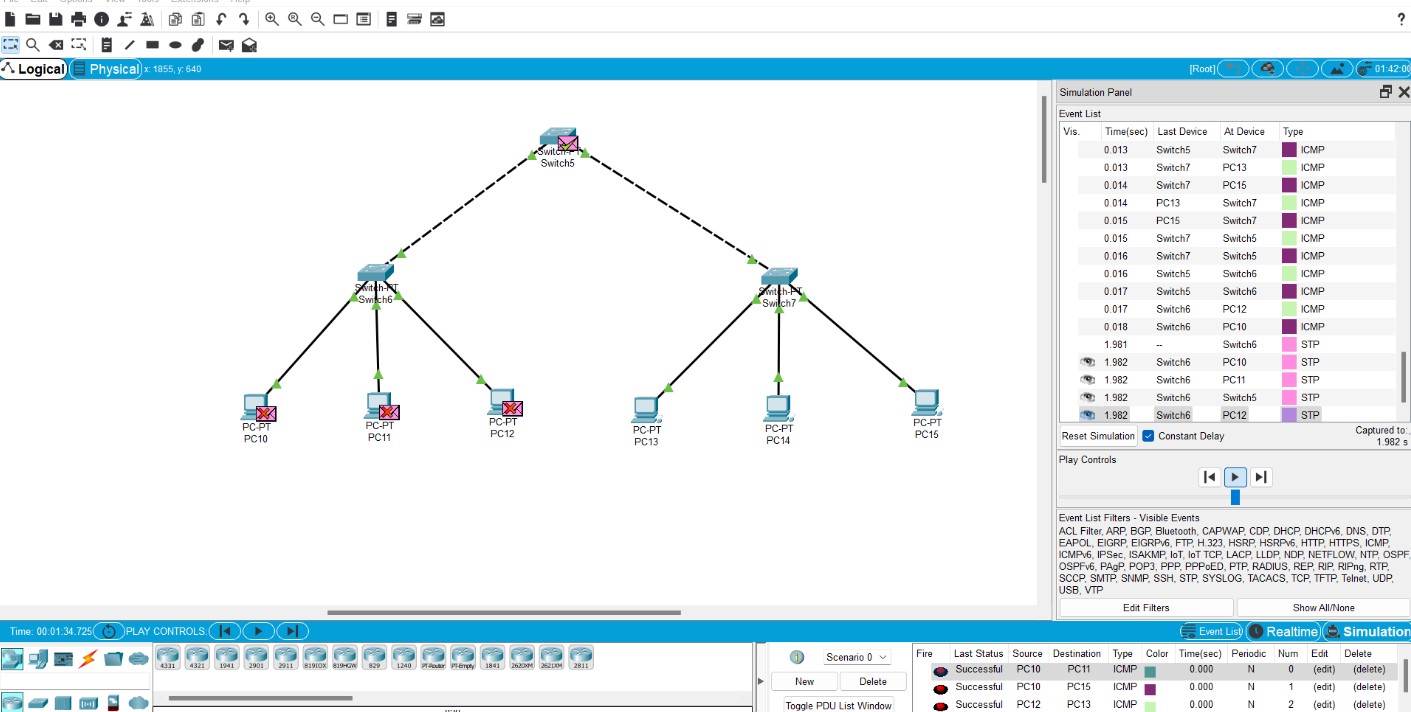 Logical
Physical
x: 1855, y: 640
[Root]
01:42:00
Switch-PT
Switch5
Switch-PT
Switch6
Switch-PT
Switch7
PC-PT
PC10
PC-PT
PC11
PC-PT
PC12
PC-PT
PC13
PC-PT
PC14
PC-PT
PC15
Simulation Panel
Event List
Vis. Time(sec) Last Device At Device Type
0.013 Switch5 Switch7 ICMP
0.013 Switch7 PC13 ICMP
0.014 Switch7 PC15 ICMP
0.014 PC13 Switch7 ICMP
0.015 PC15 Switch7 ICMP
0.015 Switch7 Switch5 ICMP
0.016 Switch7 Switch5 ICMP
0.016 Switch5 Switch6 ICMP
0.017 Switch5 Switch6 ICMP
0.017 Switch6 PC12 ICMP
0.018 Switch6 PC10 ICMP
1.981 -- Switch6 STP
1.982 Switch6 PC10 STP
1.982 Switch6 PC11 STP
1.982 Switch6 Switch5 STP
1.982 Switch6 PC12 STP
Reset Simulation Constant Delay Captured to:
1.982 s
Play Controls
Event List Filters - Visible Events
ACL Filter, ARP, BGP, Bluetooth, CAPWAP, CDP, DHCP, DHCPv6, DNS, DTP,
EAPOL, EIGRP, EIGRPv6, FTP, H.323, HSRP, HSRPv6, HTTP, HTTPS, ICMP,
ICMPv6, IPSec, ISAKMP, IoT, IoT TCP, LACP, LLDP, NDP, NETFLOW, NTP, OSPF,
OSPFv6, PAgP, POP3, PPP, PPPoED, PTP, RADIUS, REP, RIP, RIPng, RTP,
SCCP, SMTP, SNMP, SSH, STP, SYSLOG, TACACS, TCP, TFTP, Telnet, UDP,
USB, VTP
Edit Filters Show All/None
Time: 00:01:34.725 PLAY CONTROLS:
Event List Realtime Simulation
4331 4321 1941 2901 2911 819IOX 819HGW 829 1240 PT-Router PT-Empty 1841 2620XM 2621XM 2811
Scenario 0
New Delete
Toggle PDU List Window
Fire Last Status Source Destination Type Color Time(sec) Periodic Num Edit Delete
Successful PC10 PC11 ICMP 0.000 N 0 (edit) (delete)
Successful PC10 PC15 ICMP 0.000 N 1 (edit) (delete)
Successful PC12 PC13 ICMP 0.000 N 2 (edit) (delete)